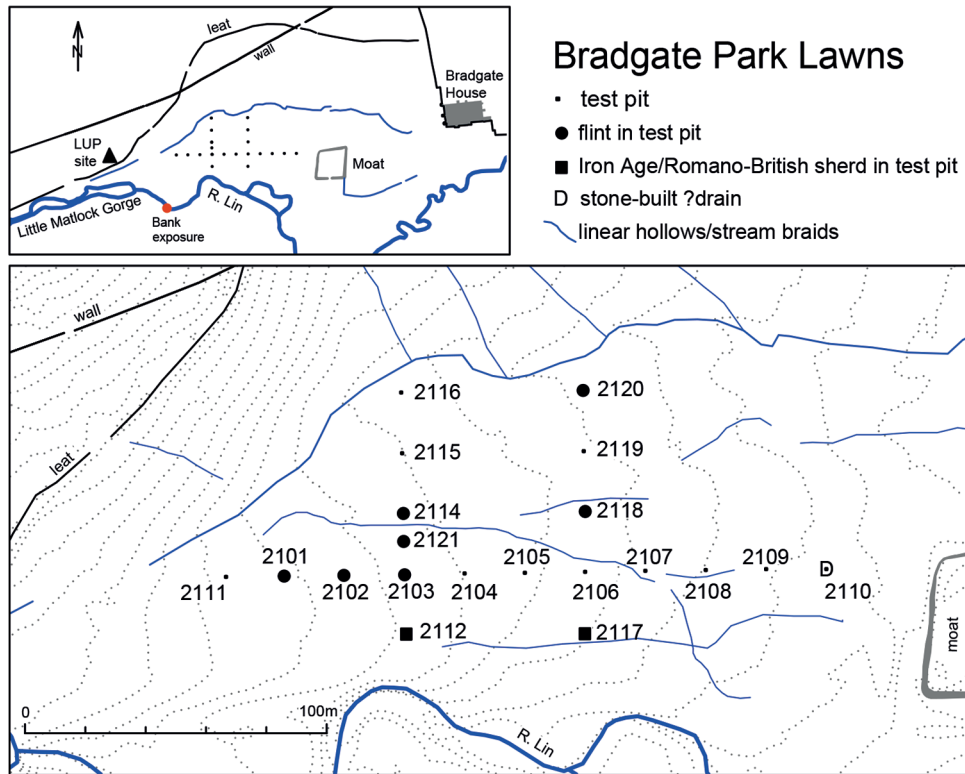 N
leat
wall
Bradgate
House
LUP
site
Moat
Little Matlock Gorge
R. Lin
Bank
exposure
Bradgate Park Lawns
test pit
flint in test pit
Iron Age/Romano-British sherd in test pit
D stone-built ?drain
linear hollows/stream braids
wall
leat
2116
2120
2115
2119
2114
2118
2121
2101
2105
2107
2109
D
2111
2102
2103
2104
2106
2108
2110
2112
2117
moat
0
100m
R. Lin